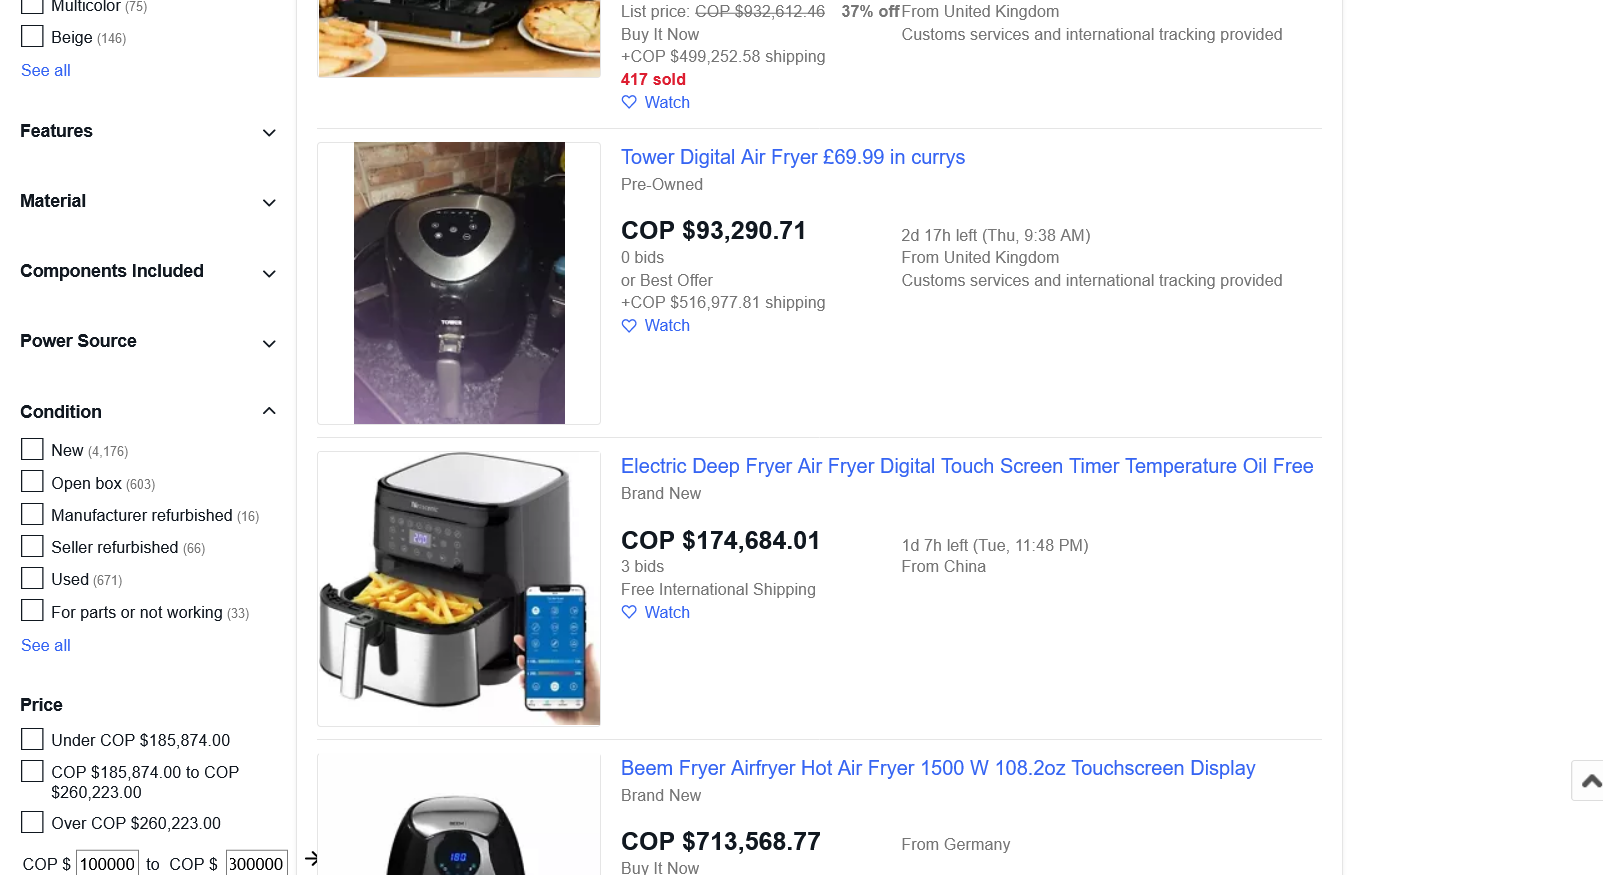 Multicolor (75)
Beige (146)
See all
Features
Material
Components Included
Power Source
Condition
New (4,176)
Open box (603)
Manufacturer refurbished (16)
Seller refurbished (66)
Used (671)
For parts or not working (33)
See all
Price
Under COP $185,874.00
COP $185,874.00 to COP
$260,223.00
Over COP $260,223.00
COP $ 100000 to COP $ 300000
List price: COP $932,612.46 37% off From United Kingdom
Buy It Now Customs services and international tracking provided
+COP $499,252.58 shipping
417 sold
Watch
Tower Digital Air Fryer £69.99 in currys
Pre-Owned
COP $93,290.71 2d 17h left (Thu, 9:38 AM)
0 bids From United Kingdom
or Best Offer Customs services and international tracking provided
+COP $516,977.81 shipping
Watch
TOWER
Electric Deep Fryer Air Fryer Digital Touch Screen Timer Temperature Oil Free
Brand New
COP $174,684.01 1d 7h left (Tue, 11:48 PM)
3 bids From China
Free International Shipping
Watch
200
Beem Fryer Airfryer Hot Air Fryer 1500 W 108.2oz Touchscreen Display
Brand New
COP $713,568.77 From Germany
Buy It Now
BEEM
180